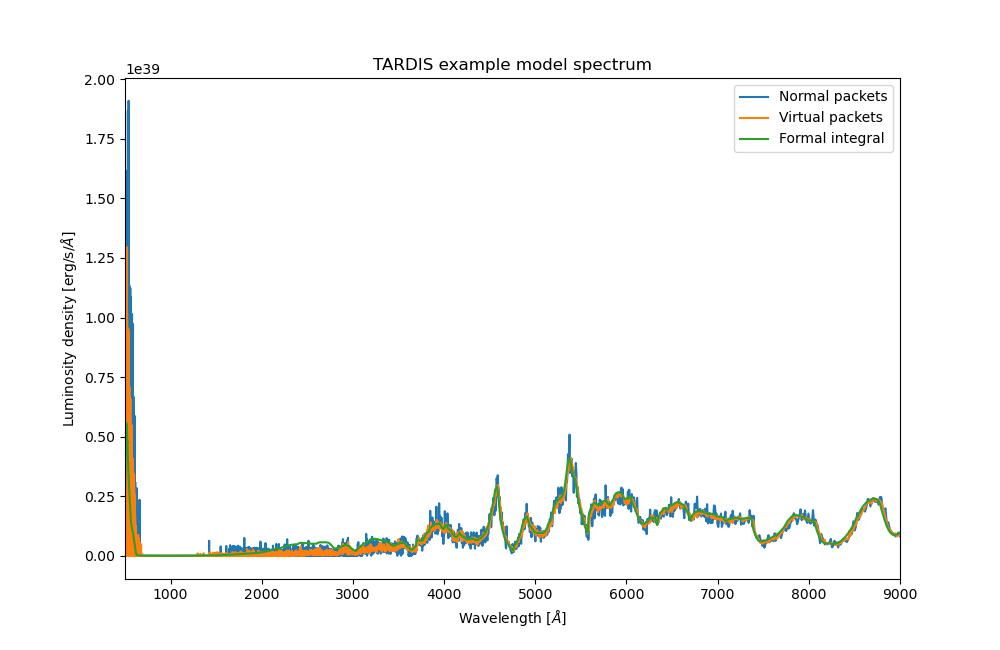 TARDIS example model spectrum
1e39
Normal packets
Virtual packets
Formal integral
2.00
1.75
1.50
1.25
1.00
0.75
0.50
0.25
0.00
Luminosity density [erg/s/Å]
1000 2000 3000 4000 5000 6000 7000 8000 9000
Wavelength [Å]